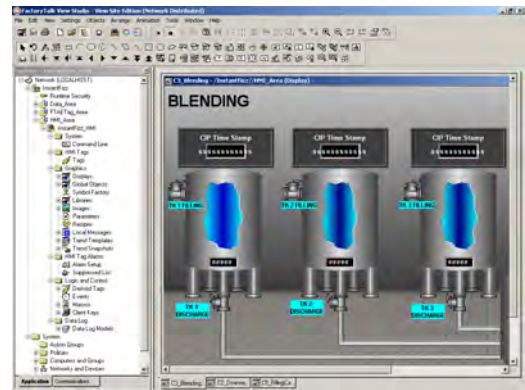 FactoryTalk View Studio - View Site Edition (Network Distributed)
File Edit View Settings Objects Arrange Animation Tools Window Help
Network (LOCALHOST)
InstantFizz
Runtime Security
Data_Area
FTAETag_Area
HMI_Area
InstantFizz_HMI
System
Command Line
HMI Tags
Tags
Graphics
Displays
Global Objects
Symbol Factory
Libraries
Images
Parameters
Recipes
Local Messages
Trend Templates
Trend Snapshots
HMI Tag Alarms
Alarm Setup
Suppressed List
Logic and Control
Derived Tags
Events
Macros
Client Keys
Data Log
Data Log Models
System
Action Groups
Policies
Computers and Groups
Networks and Devices
Application Communications
C3_Blending - /InstantFizz//HMI_Area (Display)
BLENDING
CIP Time Stamp
CIP Time Stamp
CIP Time Stamp
TK 1 FILLING
TK 2 FILLING
TK 3 FILLING
#####
#####
#####
TK 1
DISCHARGE
TK 2
DISCHARGE
TK 3
DISCHARGE
C3_Blending